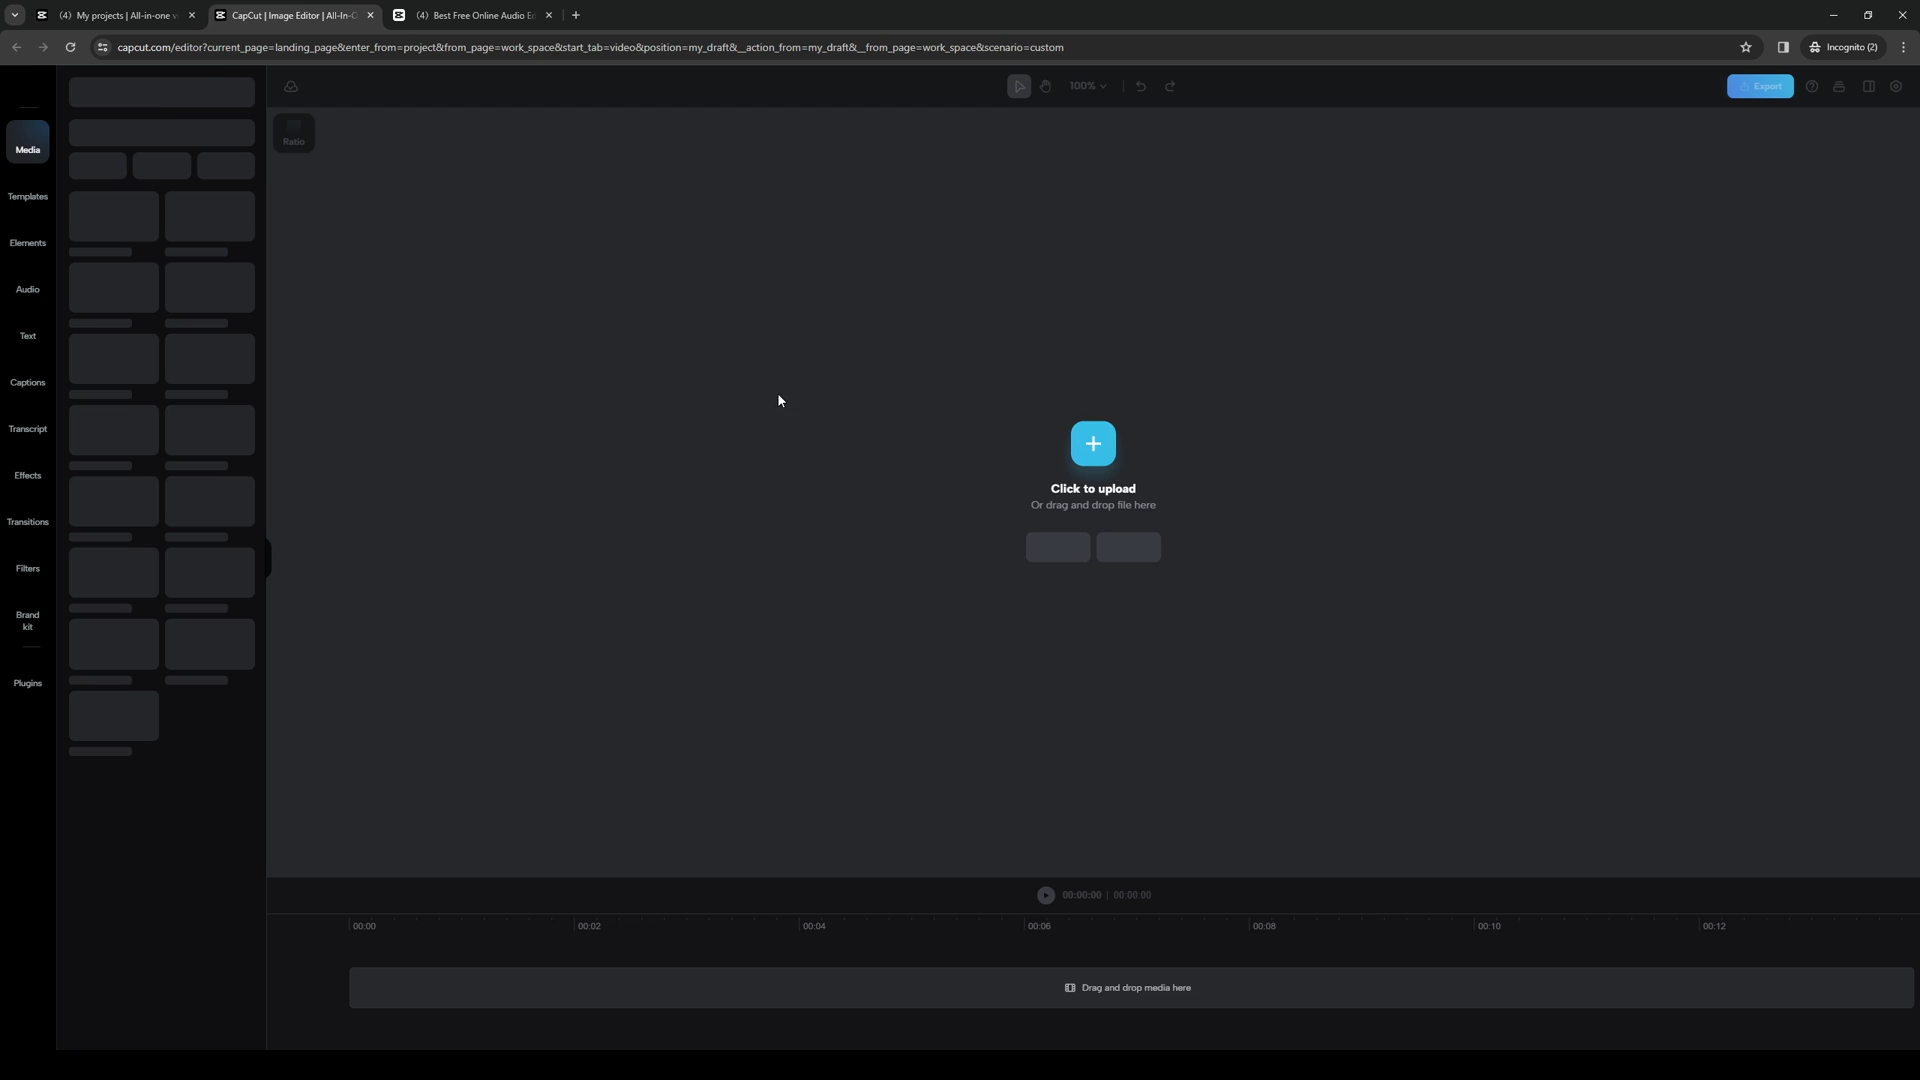 (4) My projects | All-in-one v
CapCut | Image Editor | All-In-O
(4) Best Free Online Audio Ed
capcut.com/editor?current_page=landing_page&enter_from=project&from_page=work_space&start_tab=video&position=my_draft&__action_from=my_draft&__from_page=work_space&scenario=custom
Incognito (2)
100%
Export
Ratio
Media
Templates
Elements
Audio
Text
Captions
Transcript
Effects
Transitions
Filters
Brand
kit
Plugins
Click to upload
Or drag and drop file here
00:00:00 | 00:00:00
00:00 00:02 00:04 00:06 00:08 00:10 00:12
Drag and drop media here